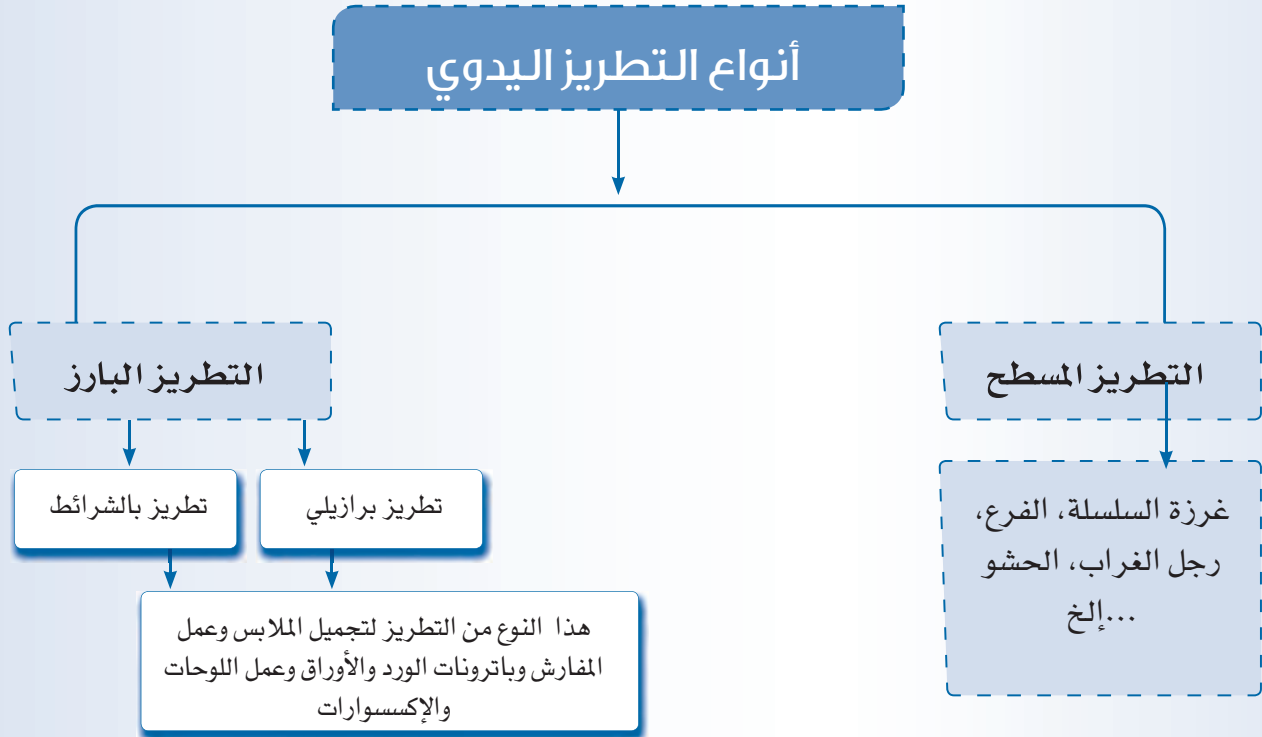 أنواع التطريز اليدوي
التطريز المسطح
غرزة السلسلة، الفرع،
رجل الغراب، الحشو
...إلخ
التطريز البارز
تطريز برازيلي
تطريز بالشرائط
هذا النوع من التطريز لتجميل الملابس وعمل
المفارش وباترونات الورد والأوراق وعمل اللوحات
والإكسسوارات